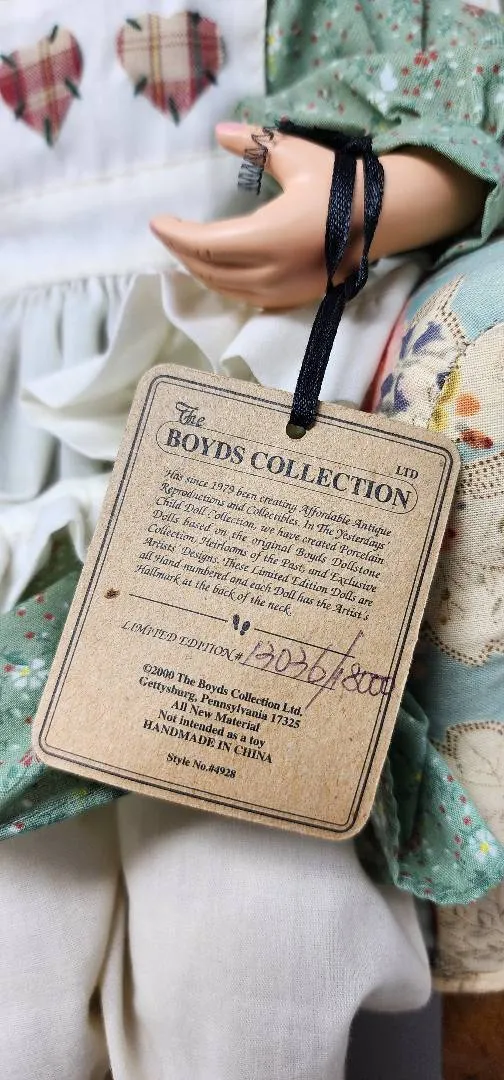 The
BOYDS COLLECTION LTD
Has since 1979 been creating Affordable Antique
Reproductions and Collectibles. In The Yesterdays'
Child Doll Collection, we have created Porcelain
Dolls based on the original Boyds Dollstone
Collection, Heirlooms of the Past, and Exclusive
Artists' Designs. These Limited Edition Dolls are
all Hand-numbered and each Doll has the Artist's
Hallmark at the back of the neck.
LIMITED EDITION# 13036/18000
©2000 The Boyds Collection Ltd.
Gettysburg, Pennsylvania 17325
All New Material
Not intended as a toy
HANDMADE IN CHINA
Style No.#4928